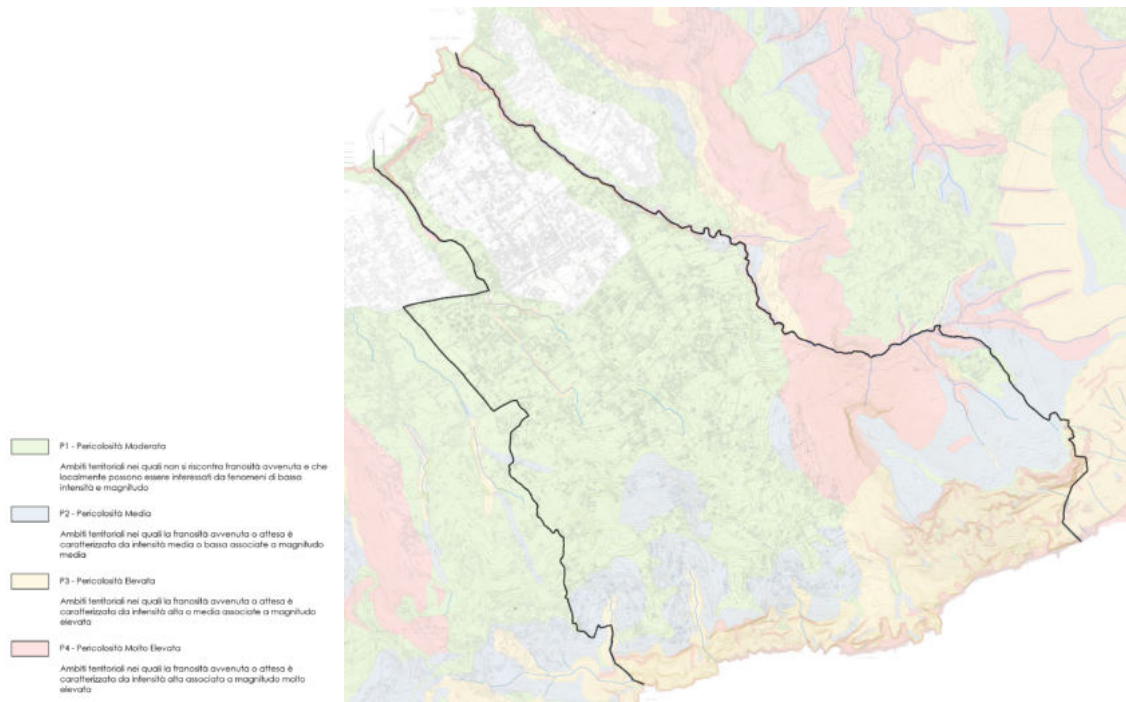 P1 - Pericolosità Moderata
Ambiti territoriali nei quali non si riscontra franosità avvenuta e che
localmente possono essere interessati da fenomeni di bassa
intensità e magnitudo
P2 - Pericolosità Media
Ambiti territoriali nei quali la franosità avvenuta o attesa è
caratterizzata da intensità media o bassa associate a magnitudo
media
P3 - Pericolosità Elevata
Ambiti territoriali nei quali la franosità avvenuta o attesa è
caratterizzata da intensità alta o media associate a magnitudo
elevata
P4 - Pericolosità Molto Elevata
Ambiti territoriali nei quali la franosità avvenuta o attesa è
caratterizzata da intensità alta associata a magnitudo molto
elevata